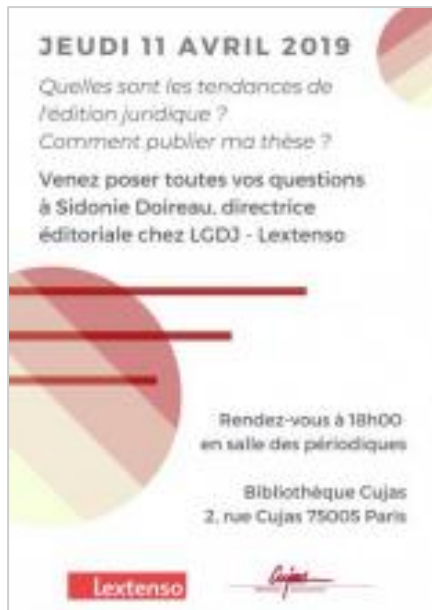 JEUDI 11 AVRIL 2019
Quelles sont les tendances de
l'édition juridique ?
Comment publier ma thèse ?
Venez poser toutes vos questions
à Sidonie Doireau, directrice
éditoriale chez LGDJ - Lextenso
Rendez-vous à 18h00
en salle des périodiques
Bibliothèque Cujas
2, rue Cujas 75005 Paris
Lextenso
Cujas